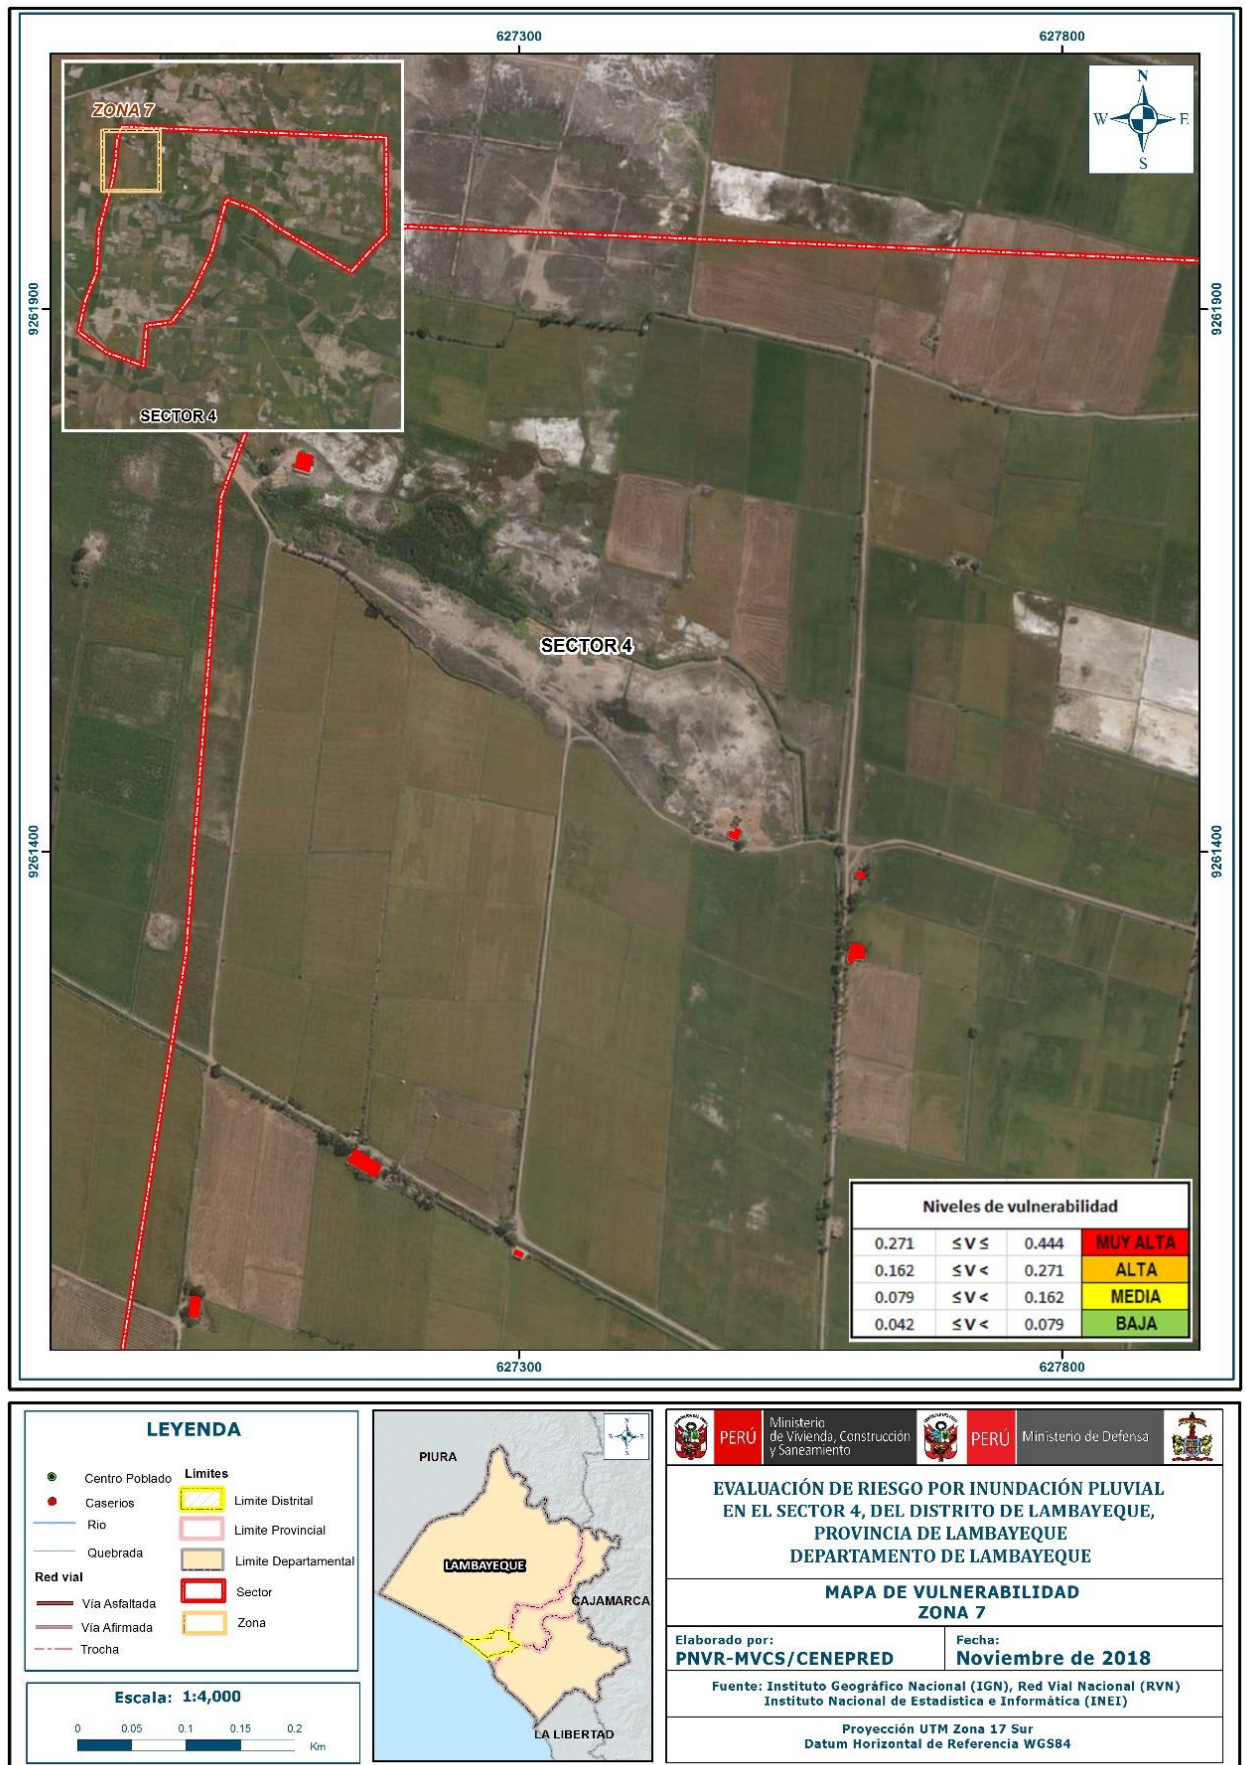 627300
627800
ZONA 7
SECTOR 4
N
W
E
S
9261900
9261900
SECTOR 4
9261400
9261400
Niveles de vulnerabilidad
0.271 ≤ V ≤ 0.444 MUY ALTA
0.162 ≤ V < 0.271 ALTA
0.079 ≤ V < 0.162 MEDIA
0.042 ≤ V < 0.079 BAJA
627300
627800
LEYENDA
Centro Poblado
Caserios
Rio
Quebrada
Red vial
Vía Asfaltada
Vía Afirmada
Trocha
Límites
Limite Distrital
Limite Provincial
Limite Departamental
Sector
Zona
Escala: 1:4,000
0 0.05 0.1 0.15 0.2
Km
PIURA
LAMBAYEQUE
CAJAMARCA
LA LIBERTAD
PERÚ
Ministerio
de Vivienda, Construcción
y Saneamiento
PERÚ
Ministerio de Defensa
EVALUACIÓN DE RIESGO POR INUNDACIÓN PLUVIAL
EN EL SECTOR 4, DEL DISTRITO DE LAMBAYEQUE,
PROVINCIA DE LAMBAYEQUE
DEPARTAMENTO DE LAMBAYEQUE
MAPA DE VULNERABILIDAD
ZONA 7
Elaborado por:
PNVR-MVCS/CENEPRED
Fecha:
Noviembre de 2018
Fuente: Instituto Geográfico Nacional (IGN), Red Vial Nacional (RVN)
Instituto Nacional de Estadística e Informática (INEI)
Proyección UTM Zona 17 Sur
Datum Horizontal de Referencia WGS84